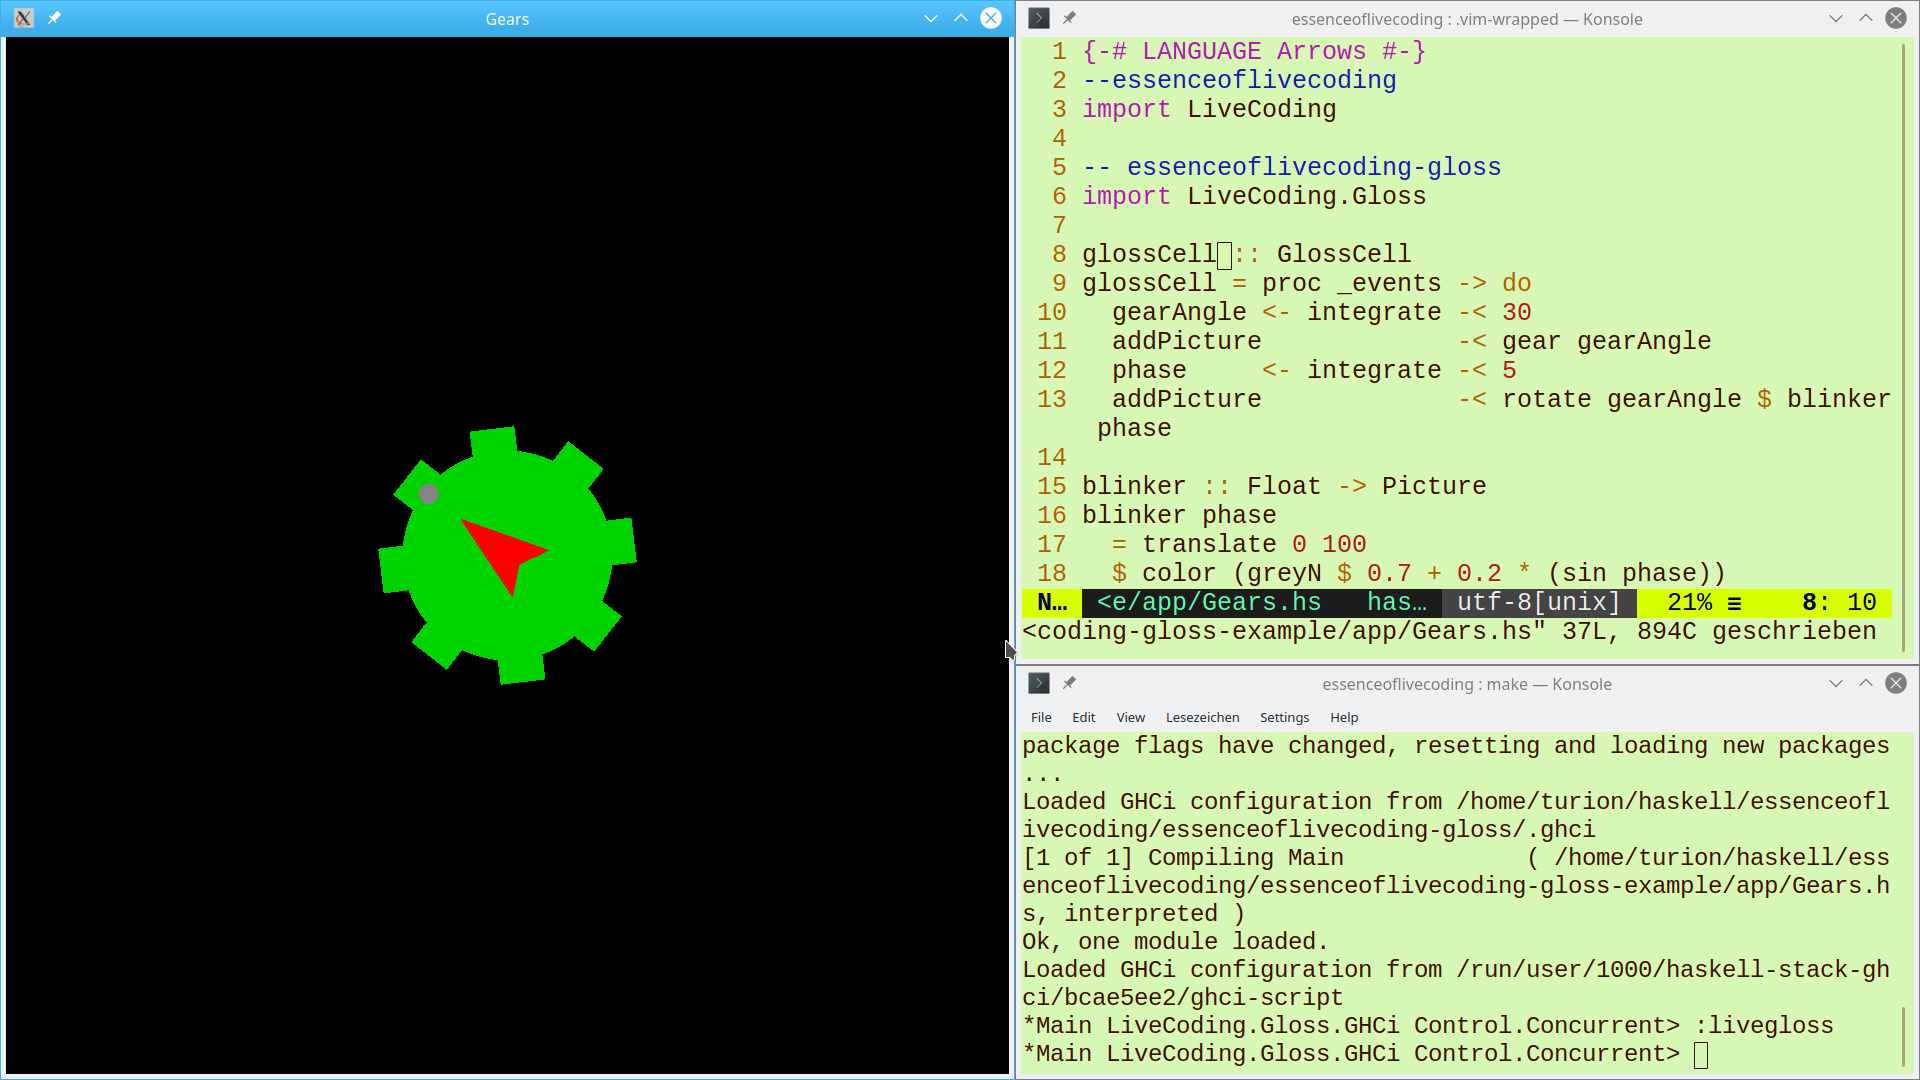 Gears
essenceoflivecoding : .vim-wrapped — Konsole
1 {-# LANGUAGE Arrows #-}
2 --essenceoflivecoding
3 import LiveCoding
4
5 -- essenceoflivecoding-gloss
6 import LiveCoding.Gloss
7
8 glossCell :: GlossCell
9 glossCell = proc _events -> do
10   gearAngle <- integrate -< 30
11   addPicture             -< gear gearAngle
12   phase     <- integrate -< 5
13   addPicture             -< rotate gearAngle $ blinker
 phase
14
15 blinker :: Float -> Picture
16 blinker phase
17   = translate 0 100
18   $ color (greyN $ 0.7 + 0.2 * (sin phase))
N… <e/app/Gears.hs   has… utf-8[unix]  21% ≡    8: 10
<coding-gloss-example/app/Gears.hs" 37L, 894C geschrieben
essenceoflivecoding : make — Konsole
File Edit View Lesezeichen Settings Help
package flags have changed, resetting and loading new packages
...
Loaded GHCi configuration from /home/turion/haskell/essenceofl
ivecoding/essenceoflivecoding-gloss/.ghci
[1 of 1] Compiling Main             ( /home/turion/haskell/ess
enceoflivecoding/essenceoflivecoding-gloss-example/app/Gears.h
s, interpreted )
Ok, one module loaded.
Loaded GHCi configuration from /run/user/1000/haskell-stack-gh
ci/bcae5ee2/ghci-script
*Main LiveCoding.Gloss.GHCi Control.Concurrent> :livegloss
*Main LiveCoding.Gloss.GHCi Control.Concurrent>